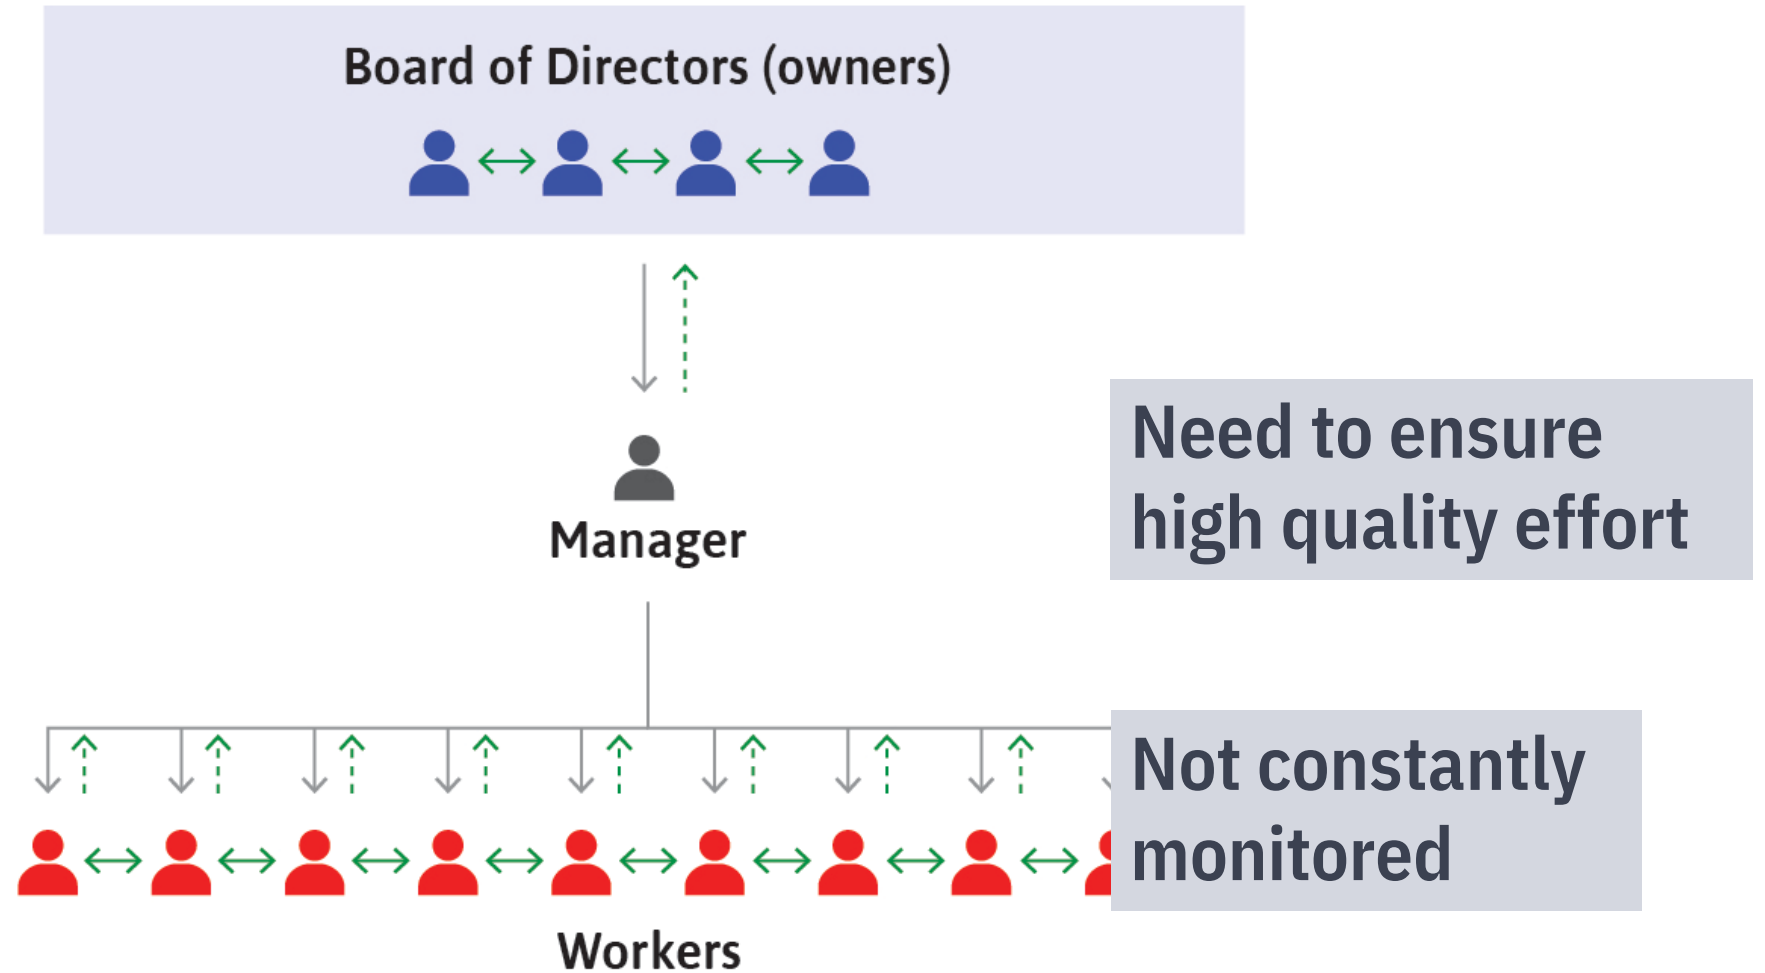 Board of Directors (owners)
Manager
Need to ensure
high quality effort
Not constantly
monitored
Workers